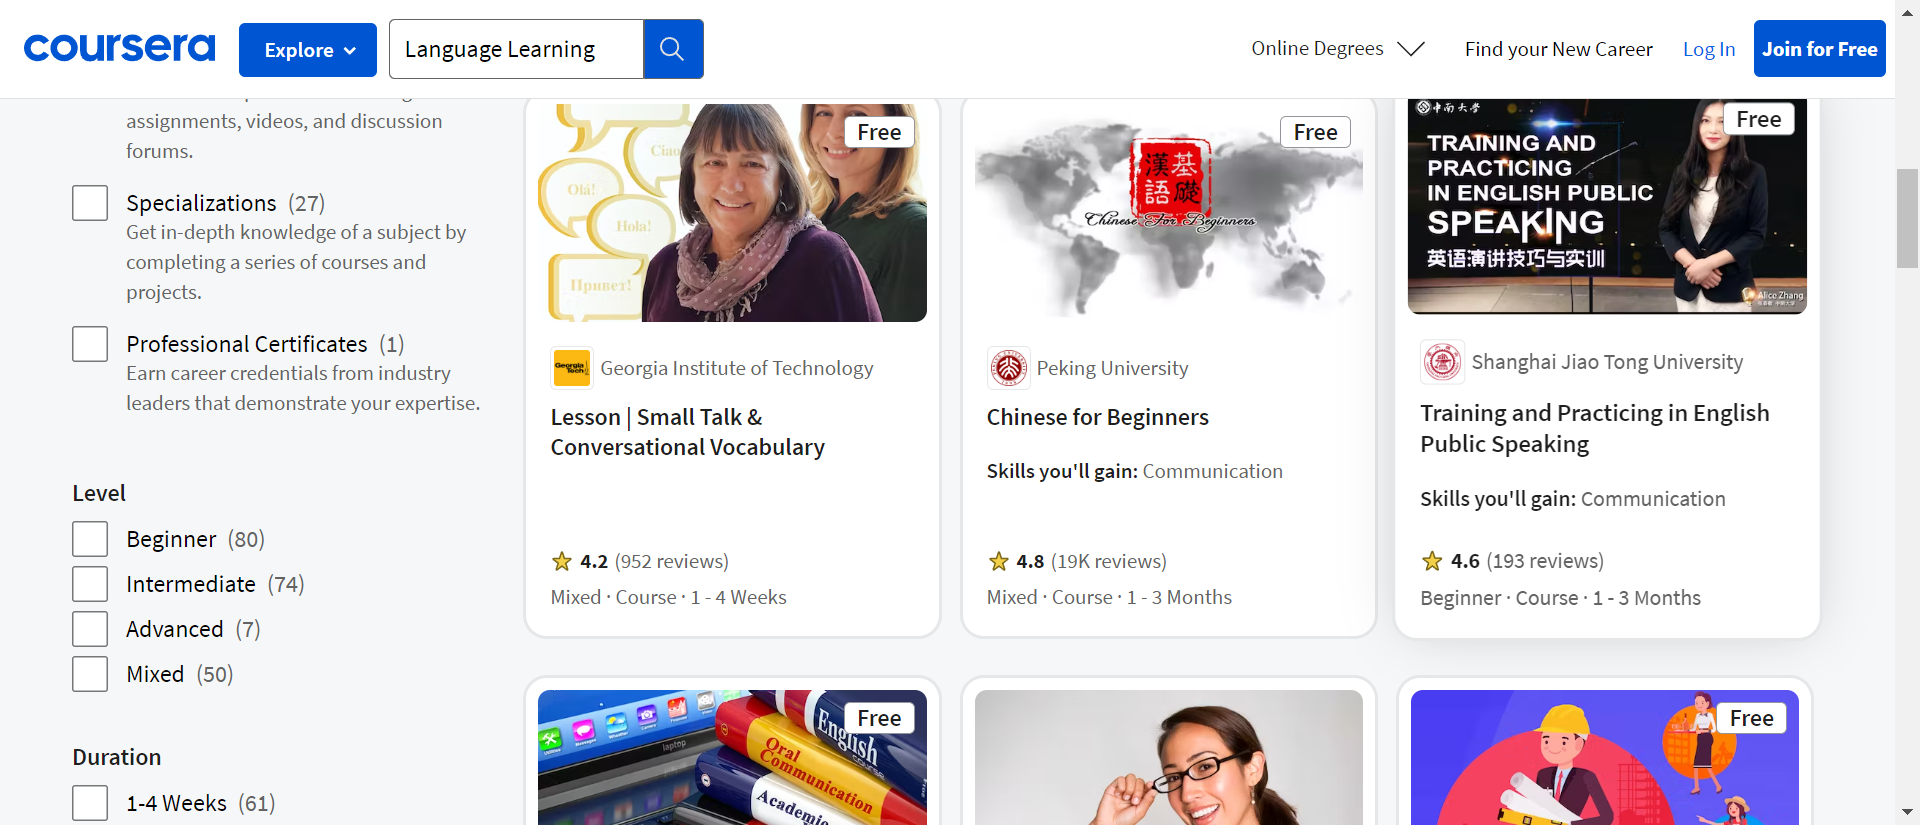 coursera
Explore
Language Learning
Online Degrees
Find your New Career
Log In
Join for Free
assignments, videos, and discussion
forums.
Specializations (27)
Get in-depth knowledge of a subject by
completing a series of courses and
projects.
Professional Certificates (1)
Earn career credentials from industry
leaders that demonstrate your expertise.
Level
Beginner (80)
Intermediate (74)
Advanced (7)
Mixed (50)
Duration
1-4 Weeks (61)
Free
Ciao
Olá!
Hola!
Привет!
Georgia Tech
Georgia Institute of Technology
Lesson | Small Talk &
Conversational Vocabulary
4.2 (952 reviews)
Mixed · Course · 1 - 4 Weeks
Free
基礎
漢語
Chinese For Beginners
Peking University
Chinese for Beginners
Skills you'll gain: Communication
4.8 (19K reviews)
Mixed · Course · 1 - 3 Months
中南大学
Free
TRAINING AND
PRACTICING
IN ENGLISH PUBLIC
SPEAKING
英语演讲技巧与实训
Alice Zhang
Shanghai Jiao Tong University
Training and Practicing in English
Public Speaking
Skills you'll gain: Communication
4.6 (193 reviews)
Beginner · Course · 1 - 3 Months
Free
laptop
English
course
Oral
Communication
Academic
Free